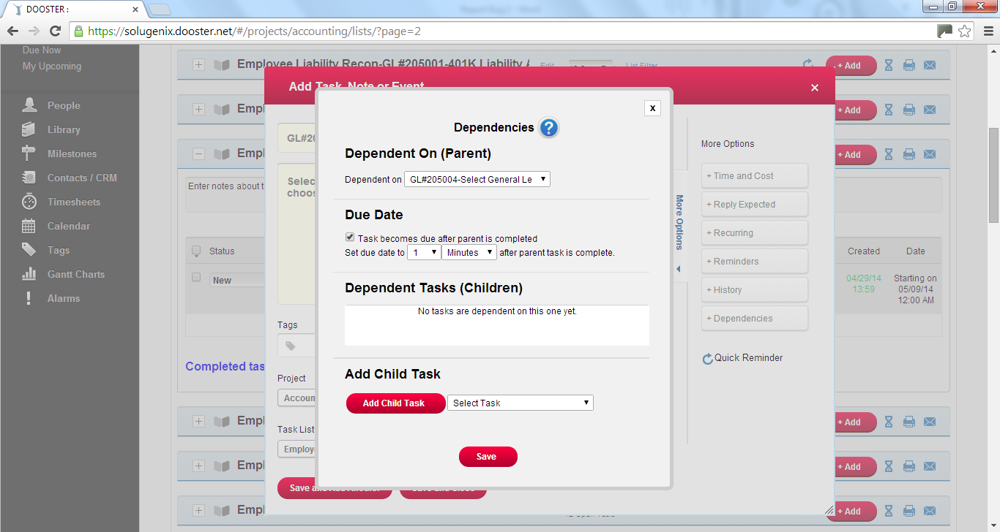 DOOSTER :
https://solugenix.dooster.net/#/projects/accounting/lists/?page=2
Due Now
My Upcoming
People
Library
Milestones
Contacts / CRM
Timesheets
Calendar
Tags
Gantt Charts
Alarms
Employee Liability Recon-GL #205001-401K Liability A
Edit
List Filter
+ Add
Add Task, Note or Event
x
Empl
+ Add
Empl
+ Add
Enter notes about t
Status
Created
Date
New
04/29/14
13:59
Starting on
05/09/14
12:00 AM
Completed tas
Empl
+ Add
Empl
+ Add
Empl
+ Add
GL#20
Selec
choos
Tags
Project
Accoun
Task List
Employ
Save a
x
Dependencies ?
Dependent On (Parent)
Dependent on GL#205004-Select General Le
Due Date
Task becomes due after parent is completed
Set due date to 1 Minutes after parent task is complete.
Dependent Tasks (Children)
No tasks are dependent on this one yet.
Add Child Task
Add Child Task Select Task
Save
More Options
More Options
+ Time and Cost
+ Reply Expected
+ Recurring
+ Reminders
+ History
+ Dependencies
Quick Reminder